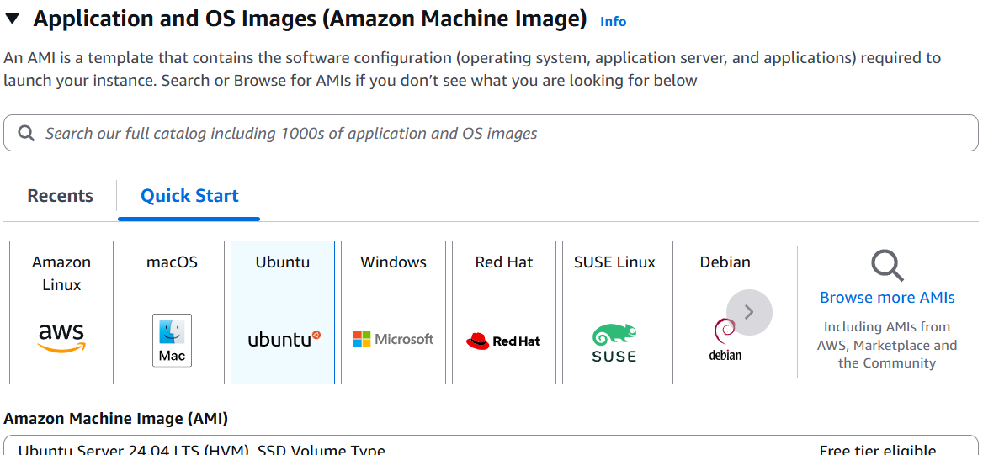 Application and OS Images (Amazon Machine Image) Info
An AMI is a template that contains the software configuration (operating system, application server, and applications) required to
launch your instance. Search or Browse for AMIs if you don’t see what you are looking for below
Search our full catalog including 1000s of application and OS images
Recents
Quick Start
Amazon
Linux
aws
macOS
Mac
Ubuntu
ubuntu
Windows
Microsoft
Red Hat
Red Hat
SUSE Linux
SUSE
Debian
debian
Browse more AMIs
Including AMIs from
AWS, Marketplace and
the Community
Amazon Machine Image (AMI)
Ubuntu Server 24.04 LTS (HVM), SSD Volume Type
Free tier eligible